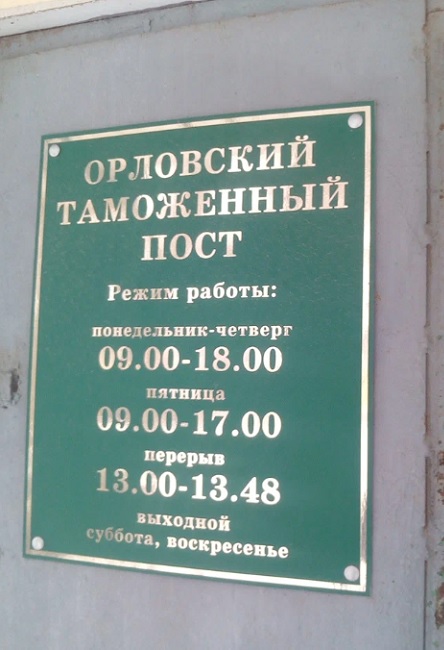 ОРЛОВСКИЙ
ТАМОЖЕННЫЙ
ПОСТ
Режим работы:
понедельник-четверг
09.00-18.00
пятница
09.00-17.00
перерыв
13.00-13.48
выходной
суббота, воскресенье